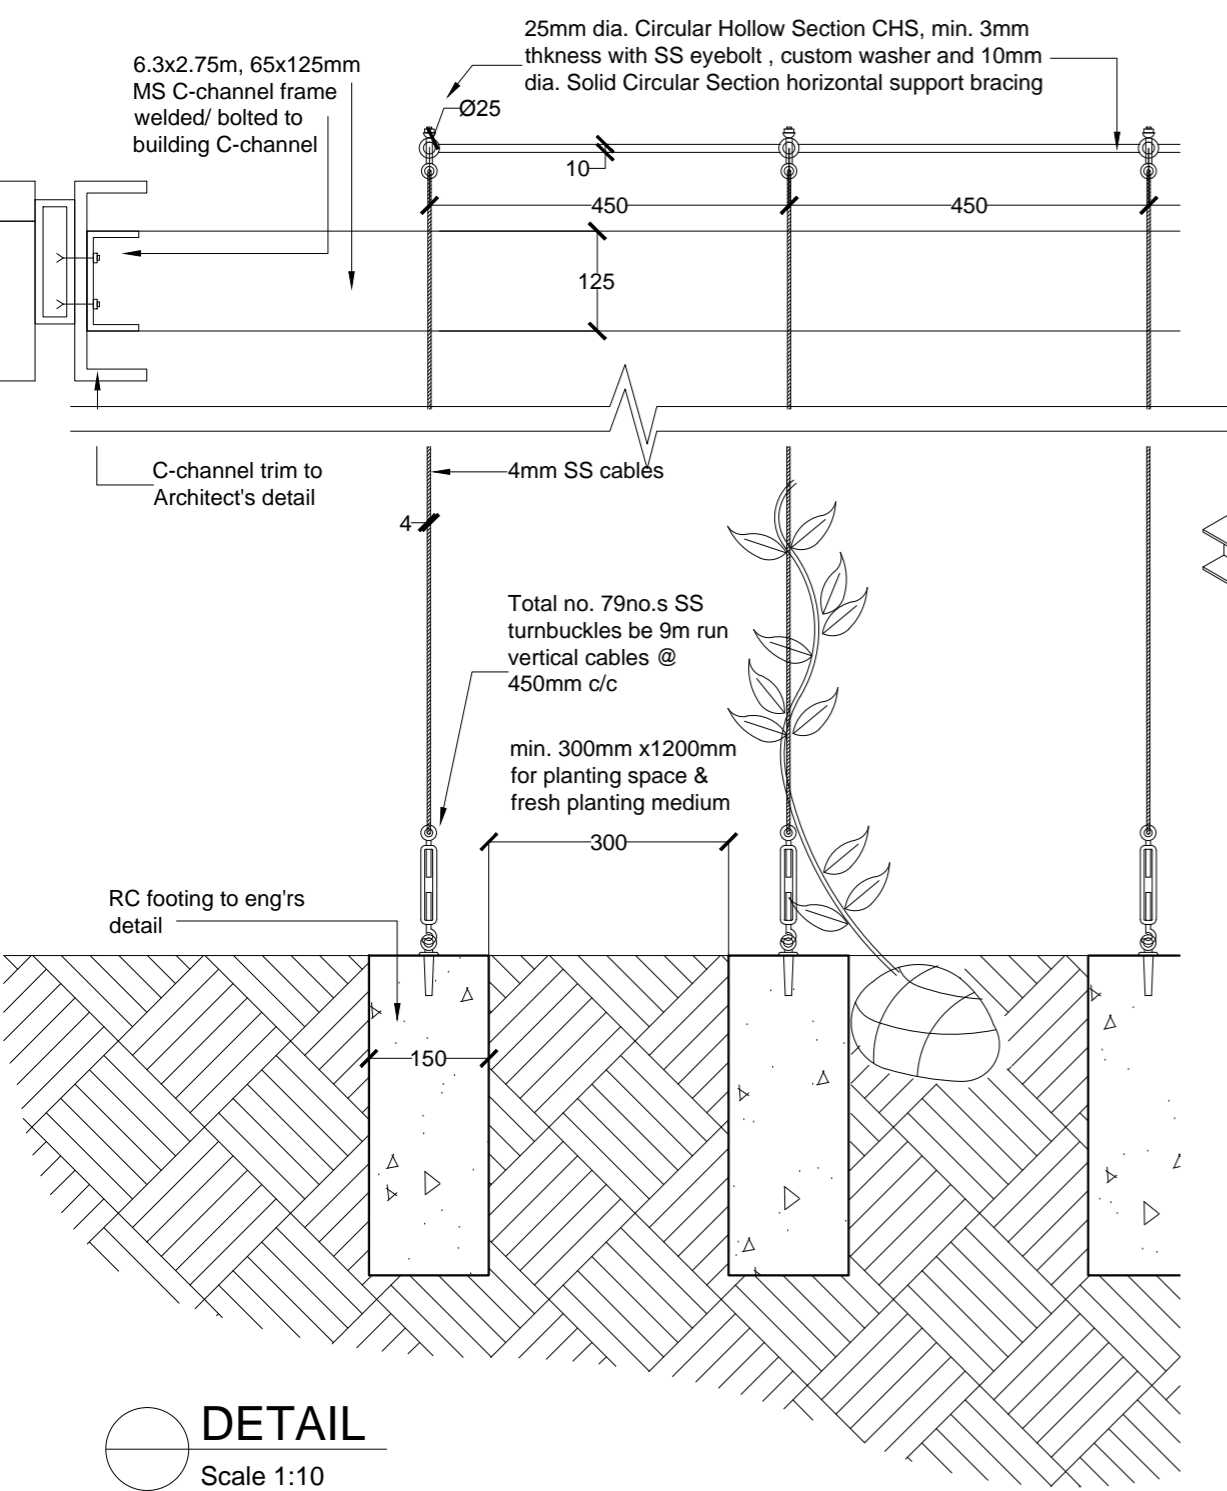 25mm dia. Circular Hollow Section CHS, min. 3mm
thkness with SS eyebolt , custom washer and 10mm
dia. Solid Circular Section horizontal support bracing
6.3x2.75m, 65x125mm
MS C-channel frame
welded/ bolted to
building C-channel
Ø25
10
450
450
125
C-channel trim to
Architect's detail
4mm SS cables
4
Total no. 79no.s SS
turnbuckles be 9m run
vertical cables @
450mm c/c
min. 300mm x1200mm
for planting space &
fresh planting medium
300
RC footing to eng'rs
detail
150
DETAIL
Scale 1:10